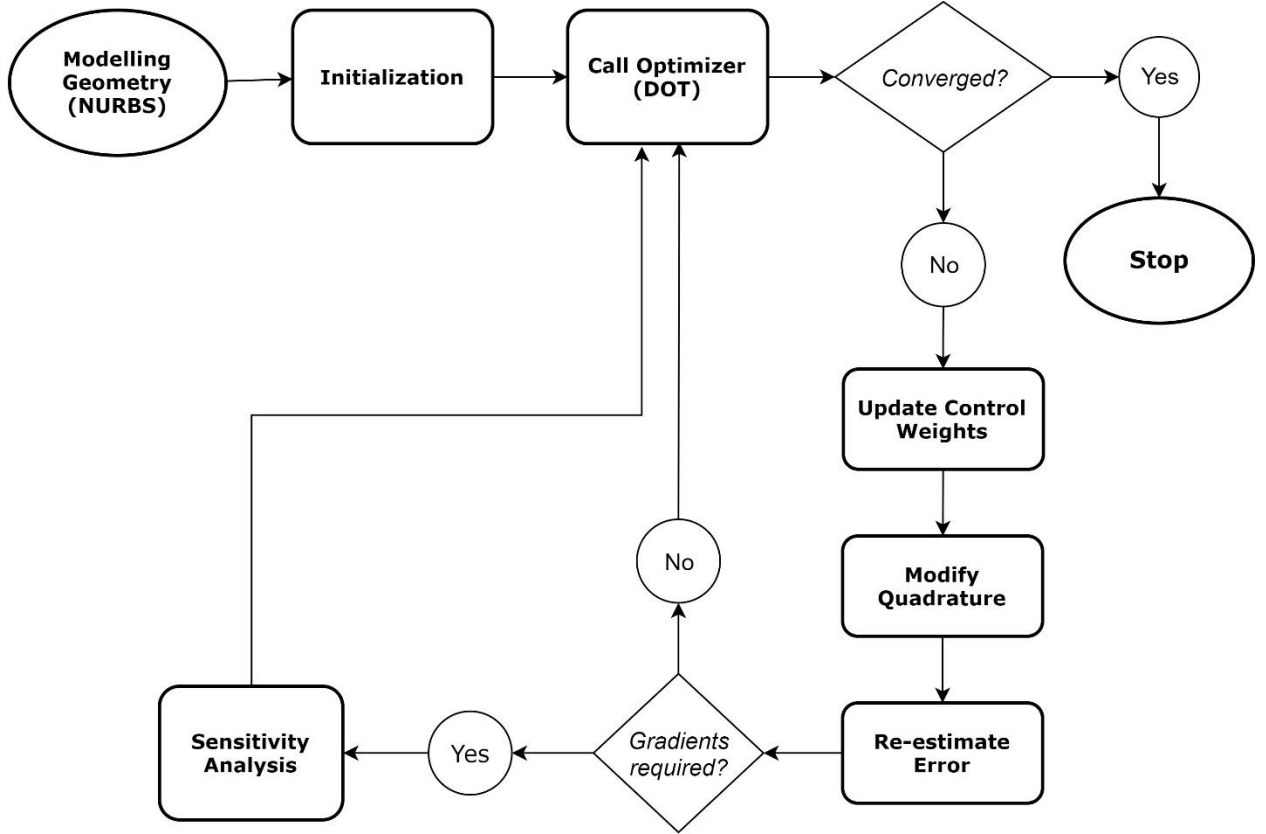 Modelling
Geometry
(NURBS)
Initialization
Call Optimizer
(DOT)
Converged?
Yes
Stop
No
Update Control
Weights
Modify
Quadrature
Re-estimate
Error
Gradients
required?
No
Yes
Sensitivity
Analysis